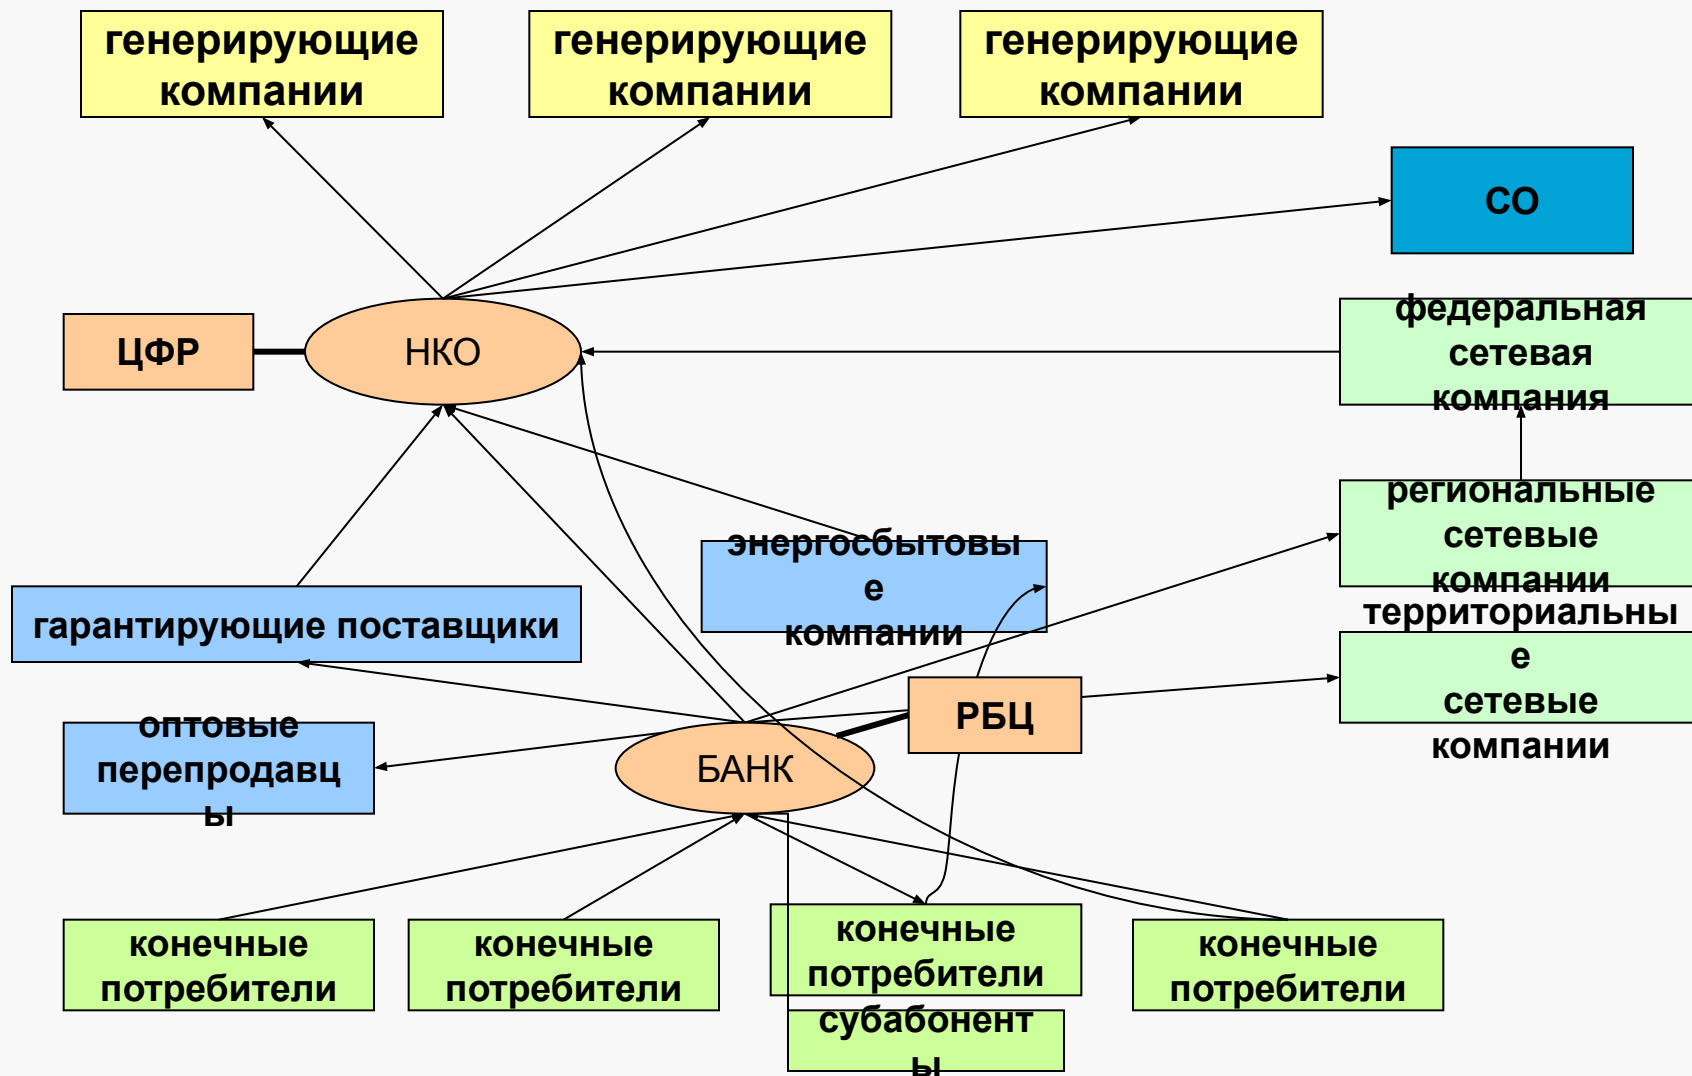 генерирующие
компании
генерирующие
компании
генерирующие
компании
СО
ЦФР
НКО
федеральная
сетевая
компания
региональные
сетевые
компании
энергосбытовы
е
компании
гарантирующие поставщики
территориальны
е
сетевые
компании
РБЦ
оптовые
перепродавц
ы
БАНК
конечные
потребители
конечные
потребители
конечные
потребители
конечные
потребители
субабонент
ы